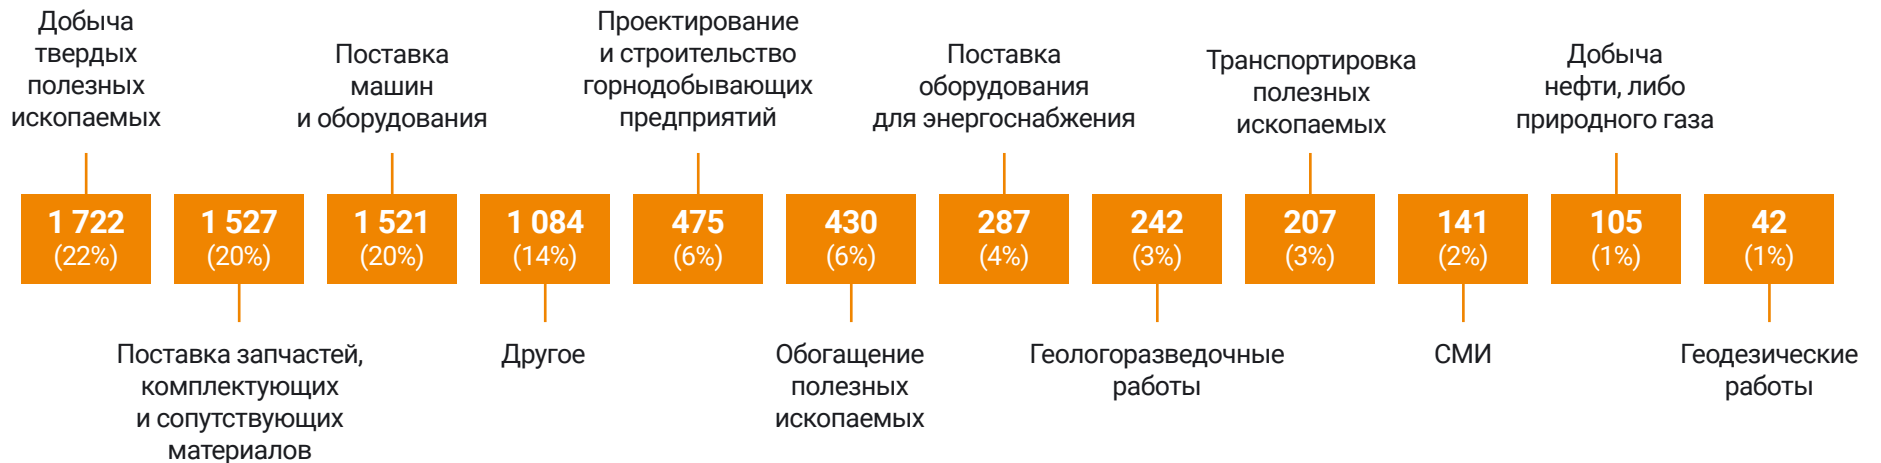 Добыча
твердых
полезных
ископаемых
Поставка
машин
и оборудования
Проектирование
и строительство
горнодобывающих
предприятий
Поставка
оборудования
для энергоснабжения
Транспортировка
полезных
ископаемых
Добыча
нефти, либо
природного газа
1 722
(22%)
1 527
(20%)
1 521
(20%)
1 084
(14%)
475
(6%)
430
(6%)
287
(4%)
242
(3%)
207
(3%)
141
(2%)
105
(1%)
42
(1%)
Поставка запчастей,
комплектующих
и сопутствующих
материалов
Другое
Обогащение
полезных
ископаемых
Геологоразведочные
работы
СМИ
Геодезические
работы